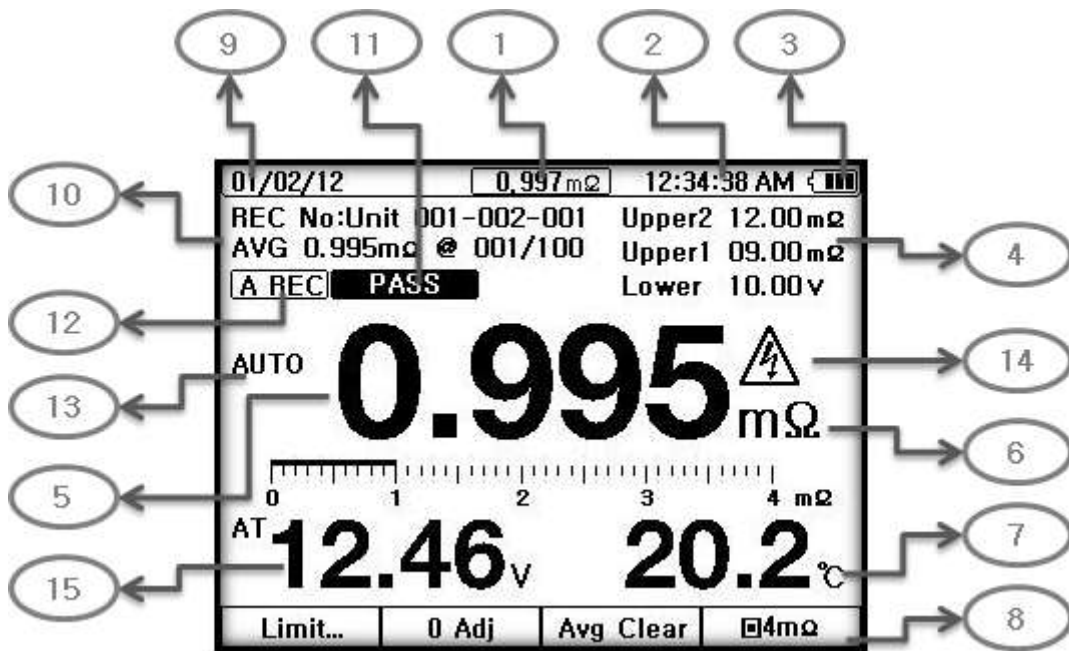 9 11 1 2 3
01/02/12 0.997mΩ 12:34:38 AM
10
REC No:Unit 001-002-001 Upper2 12.00mΩ
AVG 0.995mΩ @ 001/100 Upper1 09.00mΩ
4
A REC PASS Lower 10.00v
12
AUTO 0.995 mΩ
14
13
6
5
0 1 2 3 4 mΩ
AT 12.46v 20.2℃
7
15
Limit... 0 Adj Avg Clear 4mΩ
8